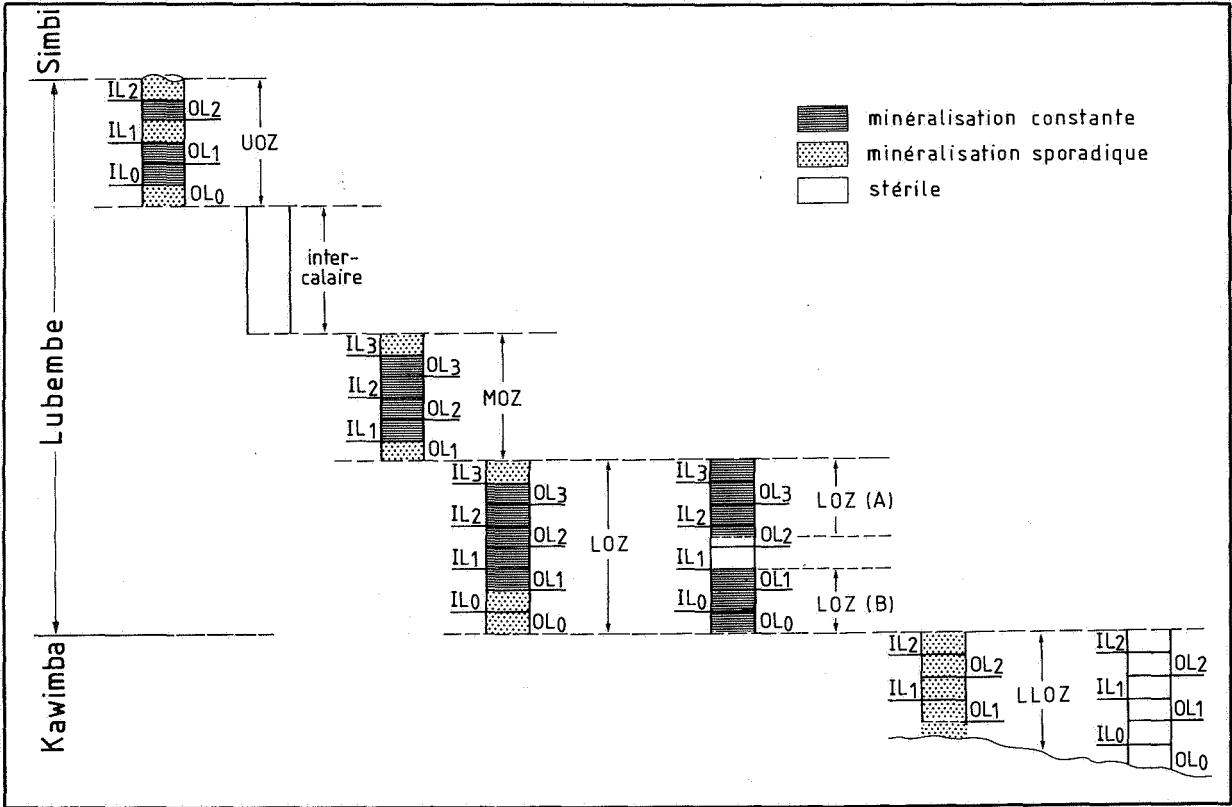 Simbi
Lubembe
Kawimba
IL2
OL2
IL1
OL1
IL0
OL0
UOZ
minéralisation constante
minéralisation sporadique
stérile
inter-
calaire
IL3
OL3
IL2
OL2
IL1
OL1
MOZ
IL3
OL3
IL2
OL2
IL1
OL1
IL0
OL0
LOZ
IL3
OL3
IL2
OL2
IL1
OL1
IL0
OL0
LOZ (A)
LOZ (B)
IL2
OL2
IL1
OL1
LLOZ
IL2
OL2
IL1
OL1
IL0
OL0